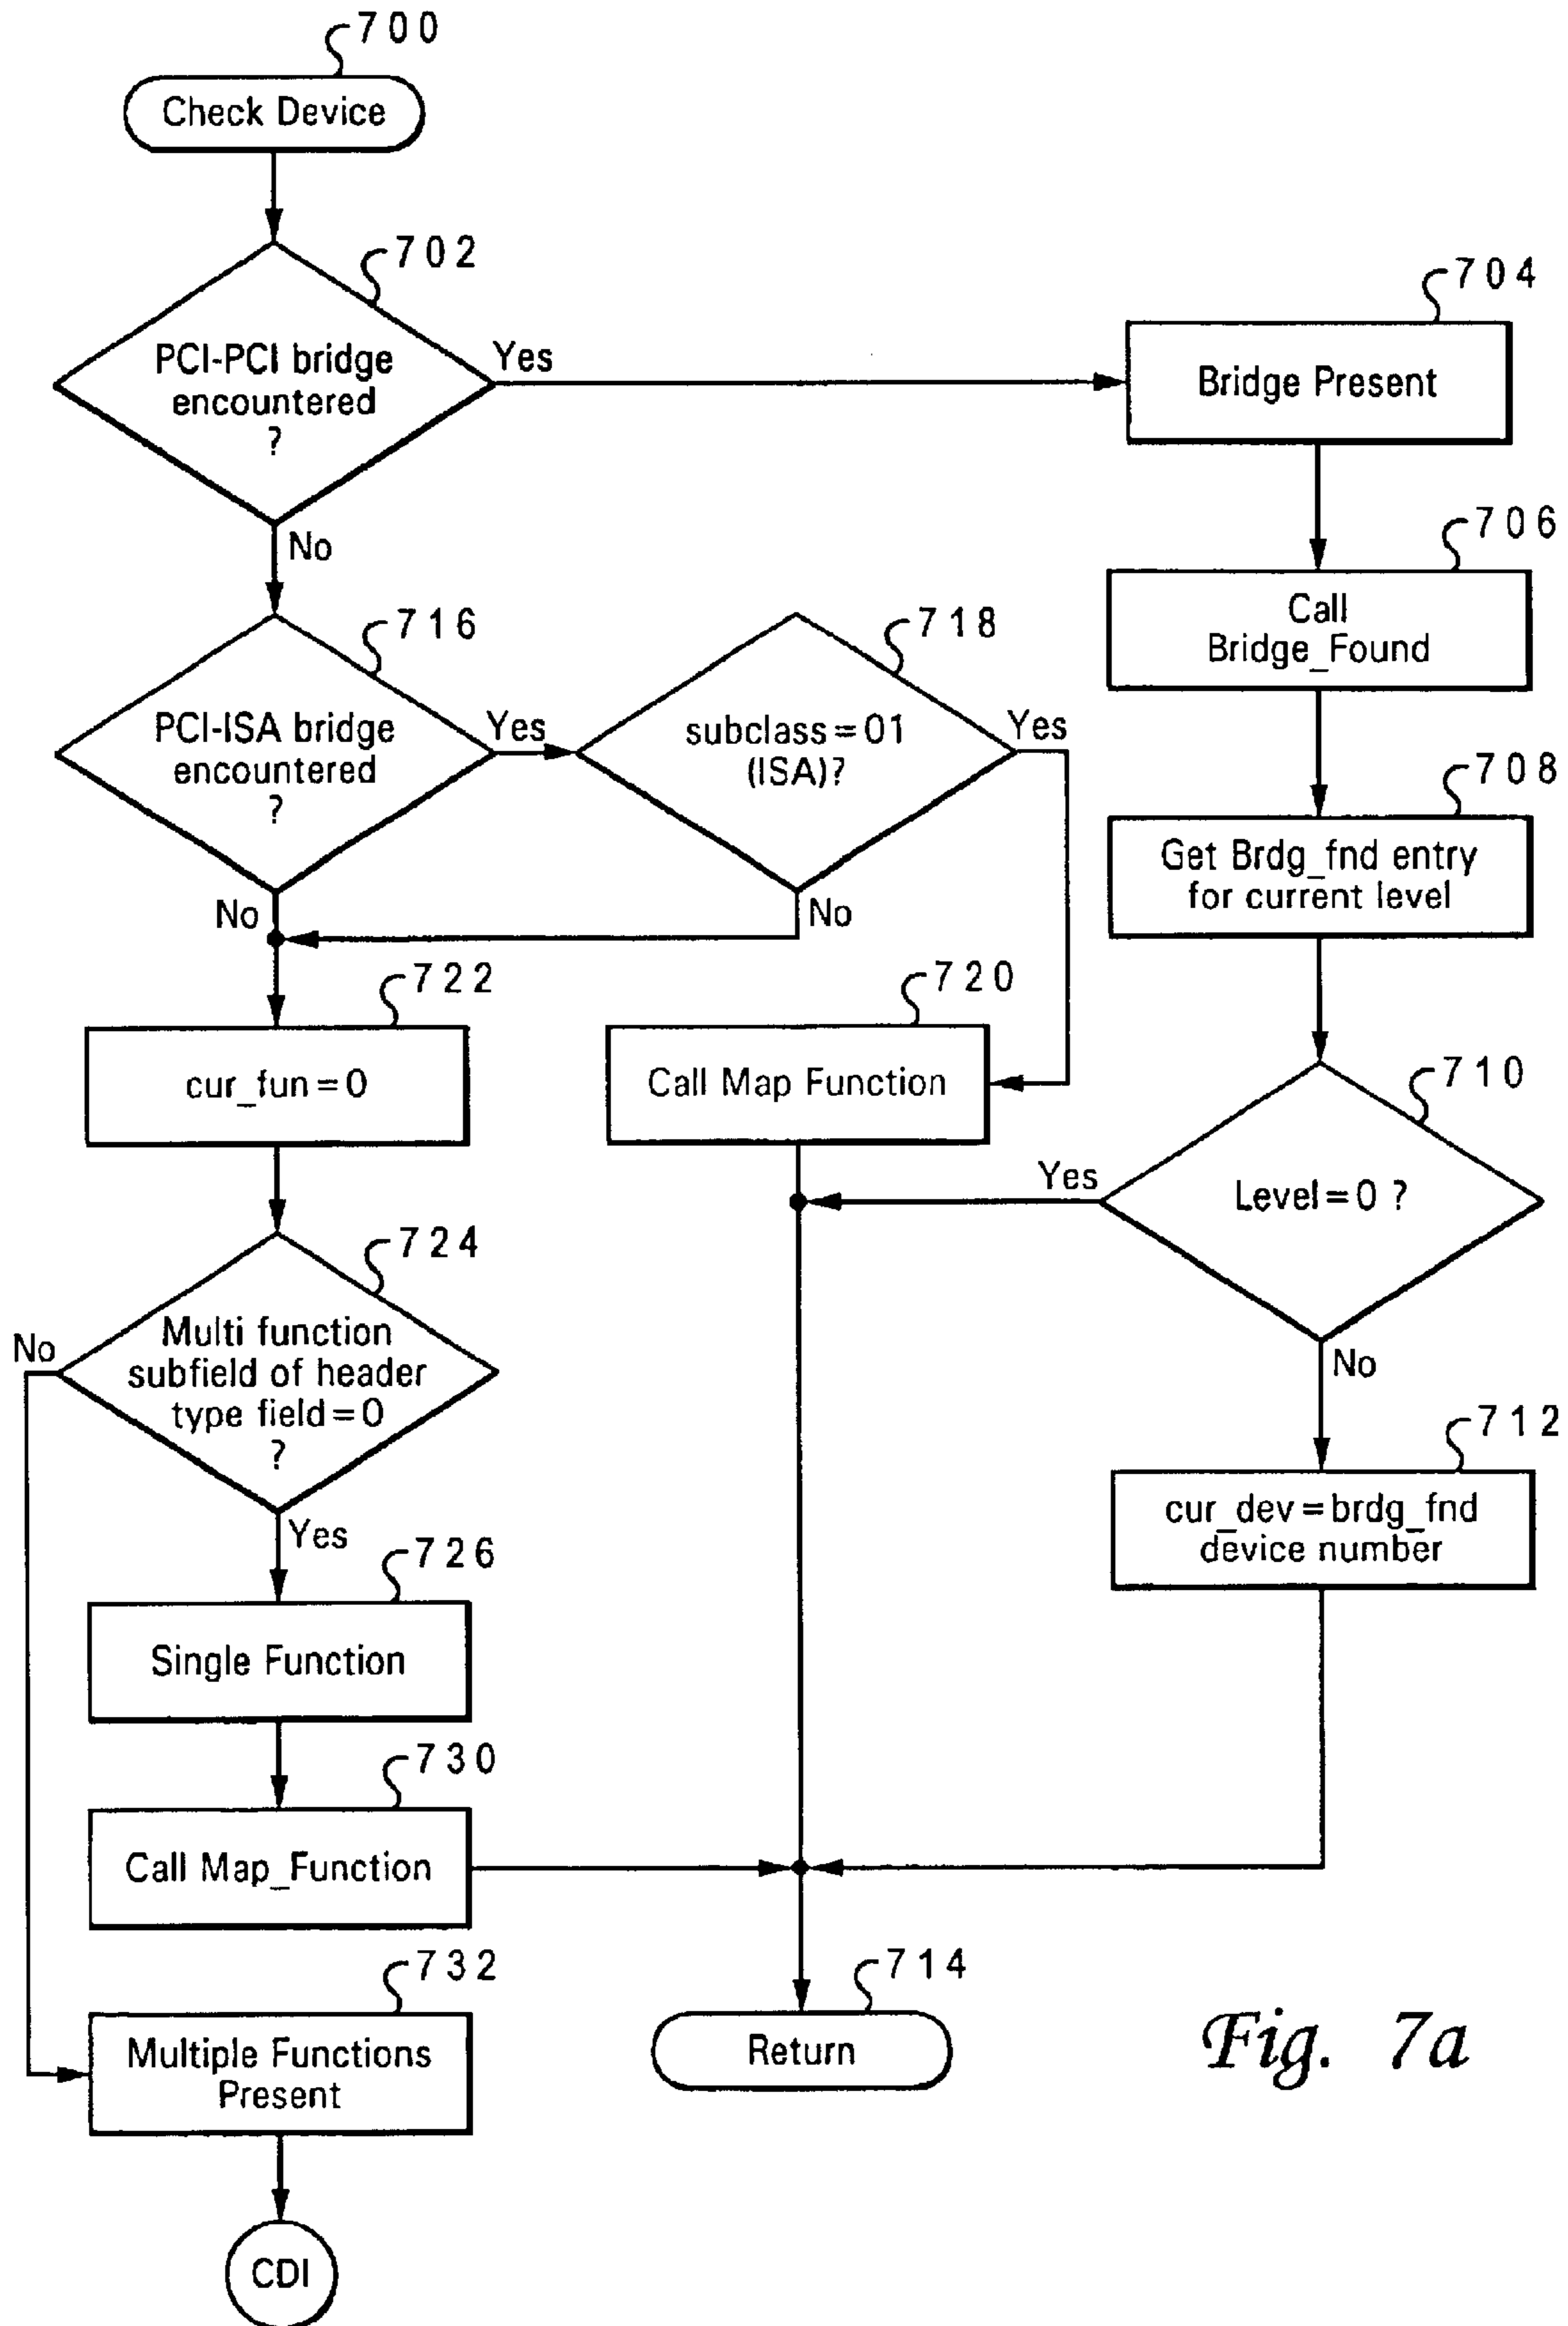 700
Check Device
702
PCI-PCI bridge
encountered
?
Yes
No
704
Bridge Present
706
Call
Bridge_Found
708
Get Brdg_fnd entry
for current level
710
Level=0 ?
Yes
No
712
cur_dev=brdg_fnd
device number
716
PCI-ISA bridge
encountered
?
Yes
No
718
subclass=01
(ISA)?
Yes
No
720
Call Map Function
722
cur_fun=0
724
Multi function
subfield of header
type field=0
?
No
Yes
726
Single Function
730
Call Map_Function
732
Multiple Functions
Present
CDI
714
Return
Fig. 7a